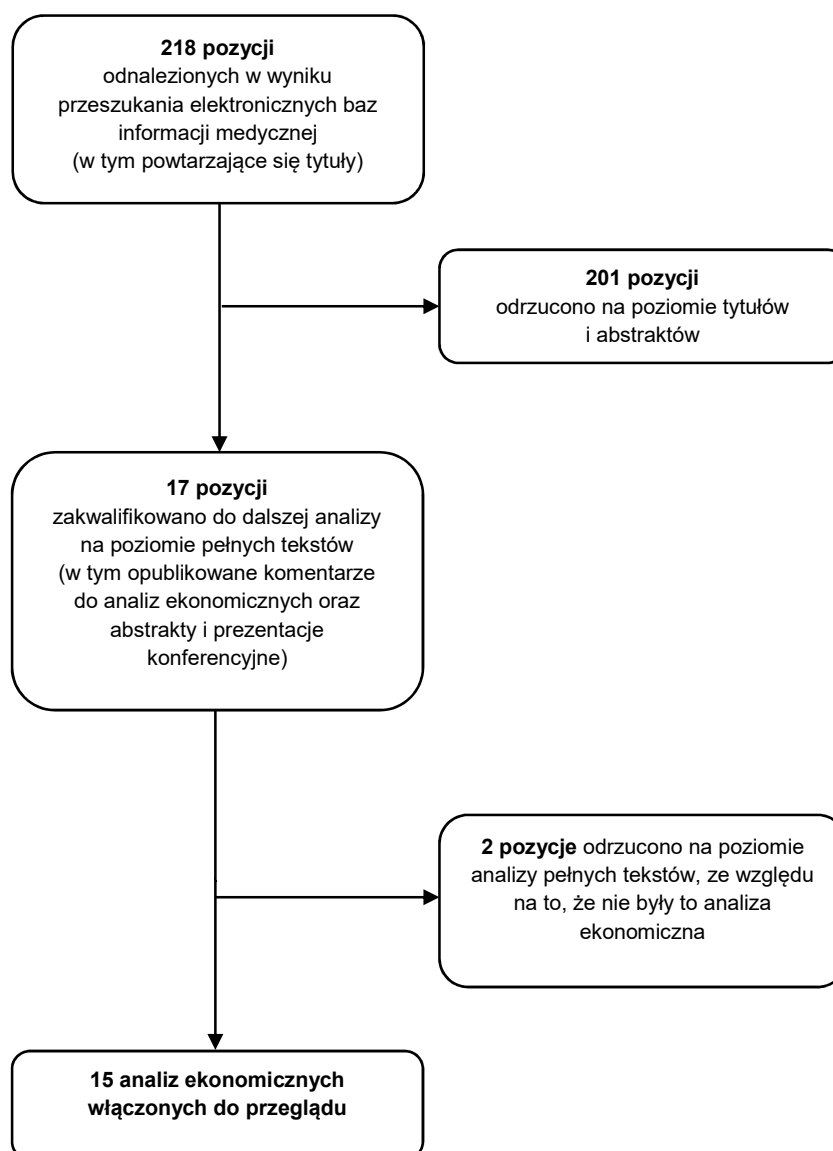 218 pozycji
odnalezionych w wyniku
przeszukania elektronicznych baz
informacji medycznej
(w tym powtarzające się tytuły)
201 pozycji
odrzucono na poziomie tytułów
i abstraktów
17 pozycji
zakwalifikowano do dalszej analizy
na poziomie pełnych tekstów
(w tym opublikowane komentarze
do analiz ekonomicznych oraz
abstrakty i prezentacje
konferencyjne)
2 pozycje odrzucono na poziomie
analizy pełnych tekstów, ze względu
na to, że nie były to analiza
ekonomiczna
15 analiz ekonomicznych
włączonych do przeglądu